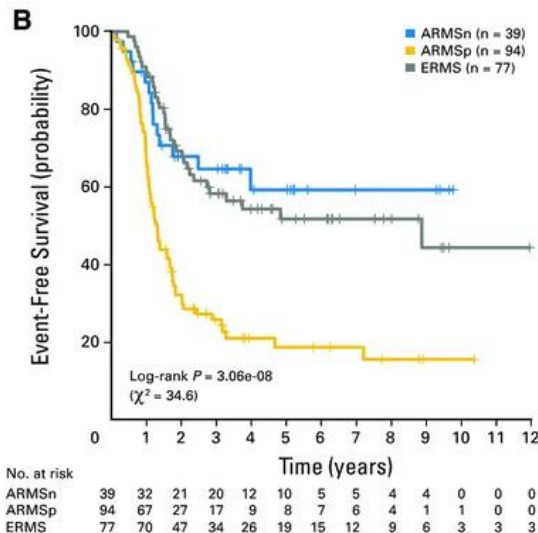 B
ARMSn (n = 39)
ARMSp (n = 94)
ERMS (n = 77)
Event-Free Survival (probability)
100
80
60
40
20
Log-rank P = 3.06e-08
(χ² = 34.6)
0 1 2 3 4 5 6 7 8 9 10 11 12
Time (years)
No. at risk
ARMSn 39 32 21 20 12 10 5 5 4 4 0 0 0
ARMSp 94 67 27 17 9 8 7 6 4 1 1 0 0
ERMS 77 70 47 34 26 19 15 12 9 6 3 3 3